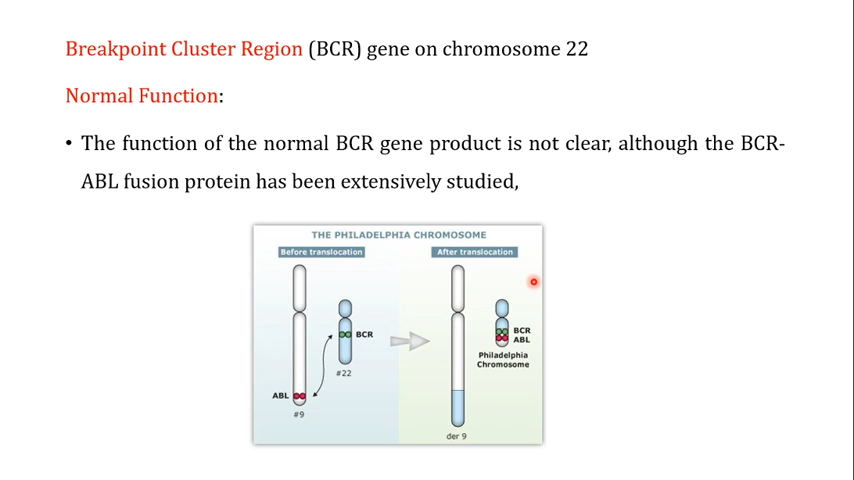 Breakpoint Cluster Region (BCR) gene on chromosome 22
Normal Function:
• The function of the normal BCR gene product is not clear, although the BCR-
ABL fusion protein has been extensively studied,
THE PHILADELPHIA CHROMOSOME
Before translocation
After translocation
BCR
#22
ABL
#9
BCR
ABL
Philadelphia
Chromosome
der 9